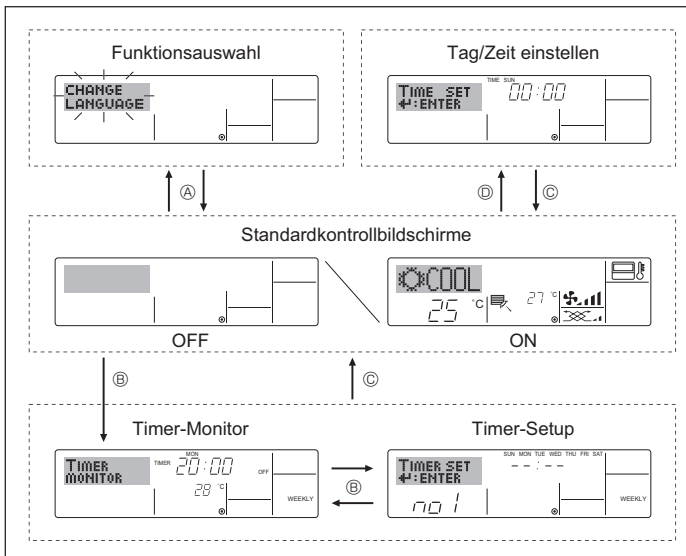 Funktionsauswahl
CHANGE
LANGUAGE
Tag/Zeit einstellen
TIME SUN
TIME SET 00:00
↵:ENTER
Ⓐ
Ⓓ Ⓒ
Standardkontrollbildschirme
OFF
COOL
25 °C 27 °C
ON
Ⓑ Ⓒ
Timer-Monitor
MON
TIMER TIMER 20:00 OFF
MONITOR
28 °C
WEEKLY
Ⓑ
Timer-Setup
SUN MON TUE WED THU FRI SAT
TIMER SET --:--
↵:ENTER
no 1 WEEKLY